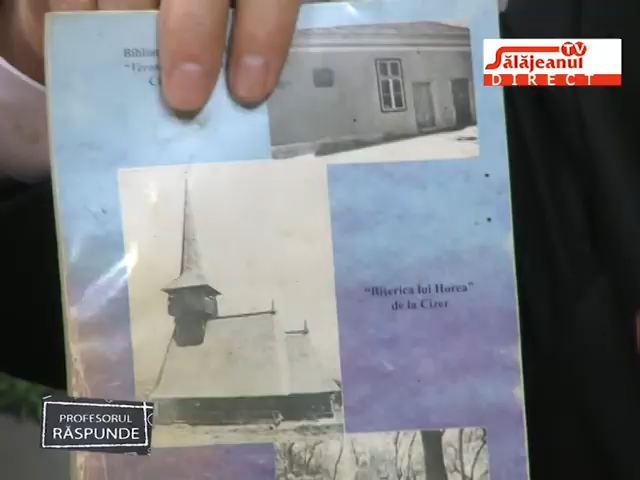 Sălăjeanul TV
DIRECT
"Biserica lui Horea"
de la Cizer
PROFESORUL
RĂSPUNDE